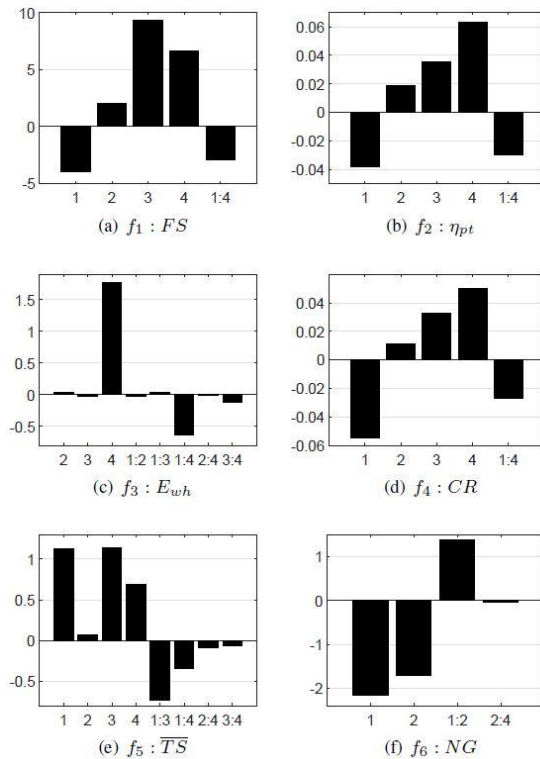 10
5
0
-5
1 2 3 4 1:4
(a) f1 : FS
0.06
0.04
0.02
0
-0.02
-0.04
1 2 3 4 1:4
(b) f2 : ηpt
1.5
1
0.5
0
-0.5
2 3 4 1:2 1:3 1:4 2:4 3:4
(c) f3 : Ewh
0.04
0.02
0
-0.02
-0.04
-0.06
1 2 3 4 1:4
(d) f4 : CR
1
0.5
0
-0.5
1 2 3 4 1:3 1:4 2:4 3:4
(e) f5 : T̅S̅
1
0
-1
-2
1 2 1:2 2:4
(f) f6 : NG